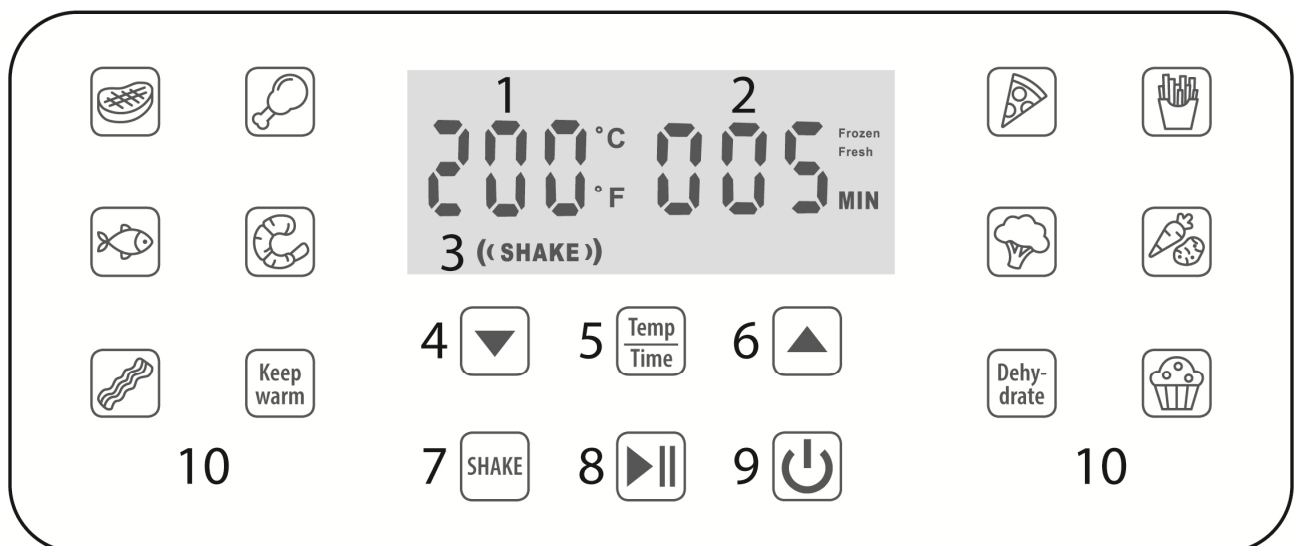 1 2
200 °C 005 Frozen
Fresh
°F MIN
3 ((SHAKE))
4 5 Temp 6
Time
Keep
warm
Dehy-
drate
7 SHAKE 8 9
10 10